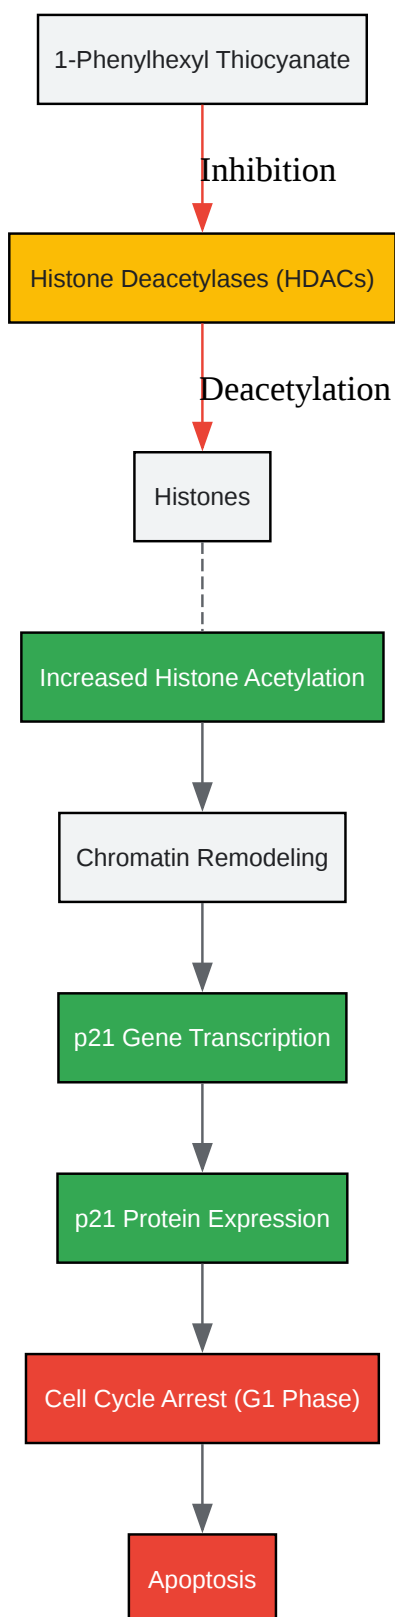 1-Phenylhexyl Thiocyanate
Inhibition
Histone Deacetylases (HDACs)
Deacetylation
Histones
Increased Histone Acetylation
Chromatin Remodeling
p21 Gene Transcription
p21 Protein Expression
Cell Cycle Arrest (G1 Phase)
Apoptosis